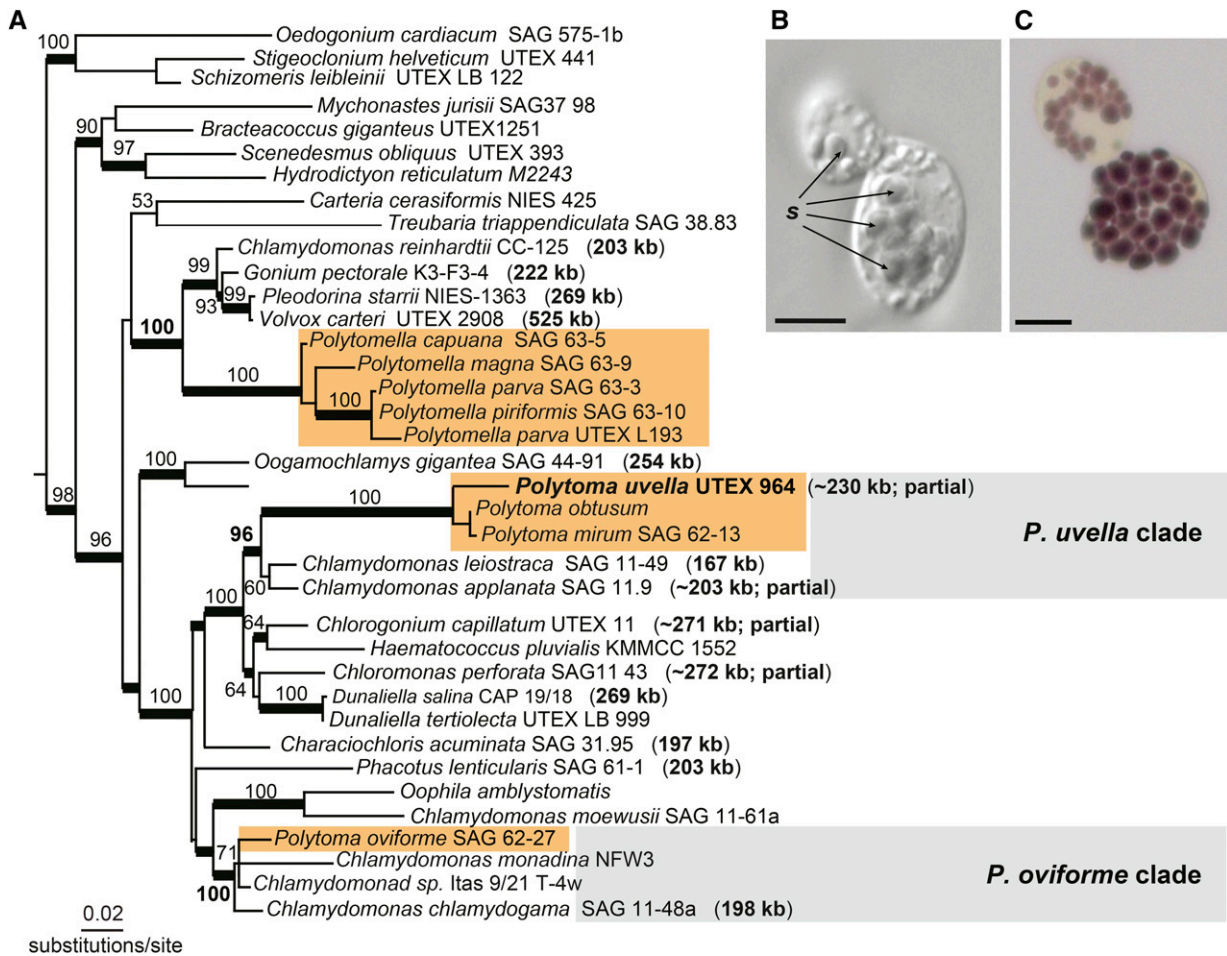 A
B
C
100
Oedogonium cardiacum SAG 575-1b
Stigeoclonium helveticum UTEX 441
Schizomeris leibleinii UTEX LB 122
Mychonastes jurisii SAG37 98
90
Bracteacoccus giganteus UTEX1251
97
Scenedesmus obliquus UTEX 393
Hydrodictyon reticulatum M2243
53
Carteria cerasiformis NIES 425
Treubaria triappendiculata SAG 38.83
Chlamydomonas reinhardtii CC-125 (203 kb)
99
Gonium pectorale K3-F3-4 (222 kb)
99
Pleodorina starrii NIES-1363 (269 kb)
93
Volvox carteri UTEX 2908 (525 kb)
100
Polytomella capuana SAG 63-5
Polytomella magna SAG 63-9
100
Polytomella parva SAG 63-3
100
Polytomella piriformis SAG 63-10
Polytomella parva UTEX L193
100
Oogamochlamys gigantea SAG 44-91 (254 kb)
98
100
Polytoma uvella UTEX 964 (~230 kb; partial)
Polytoma obtusum
96
96
Polytoma mirum SAG 62-13
P. uvella clade
Chlamydomonas leiostraca SAG 11-49 (167 kb)
60
Chlamydomonas applanata SAG 11.9 (~203 kb; partial)
100
64
Chlorogonium capillatum UTEX 11 (~271 kb; partial)
Haematococcus pluvialis KMMCC 1552
Chloromonas perforata SAG11 43 (~272 kb; partial)
64
100
100
Dunaliella salina CAP 19/18 (269 kb)
Dunaliella tertiolecta UTEX LB 999
Characiochloris acuminata SAG 31.95 (197 kb)
Phacotus lenticularis SAG 61-1 (203 kb)
100
Oophila amblystomatis
Chlamydomonas moewusii SAG 11-61a
Polytoma oviforme SAG 62-27
71
Chlamydomonas monadina NFW3
P. oviforme clade
Chlamydomonad sp. Itas 9/21 T-4w
100
Chlamydomonas chlamydogama SAG 11-48a (198 kb)
0.02
substitutions/site
s